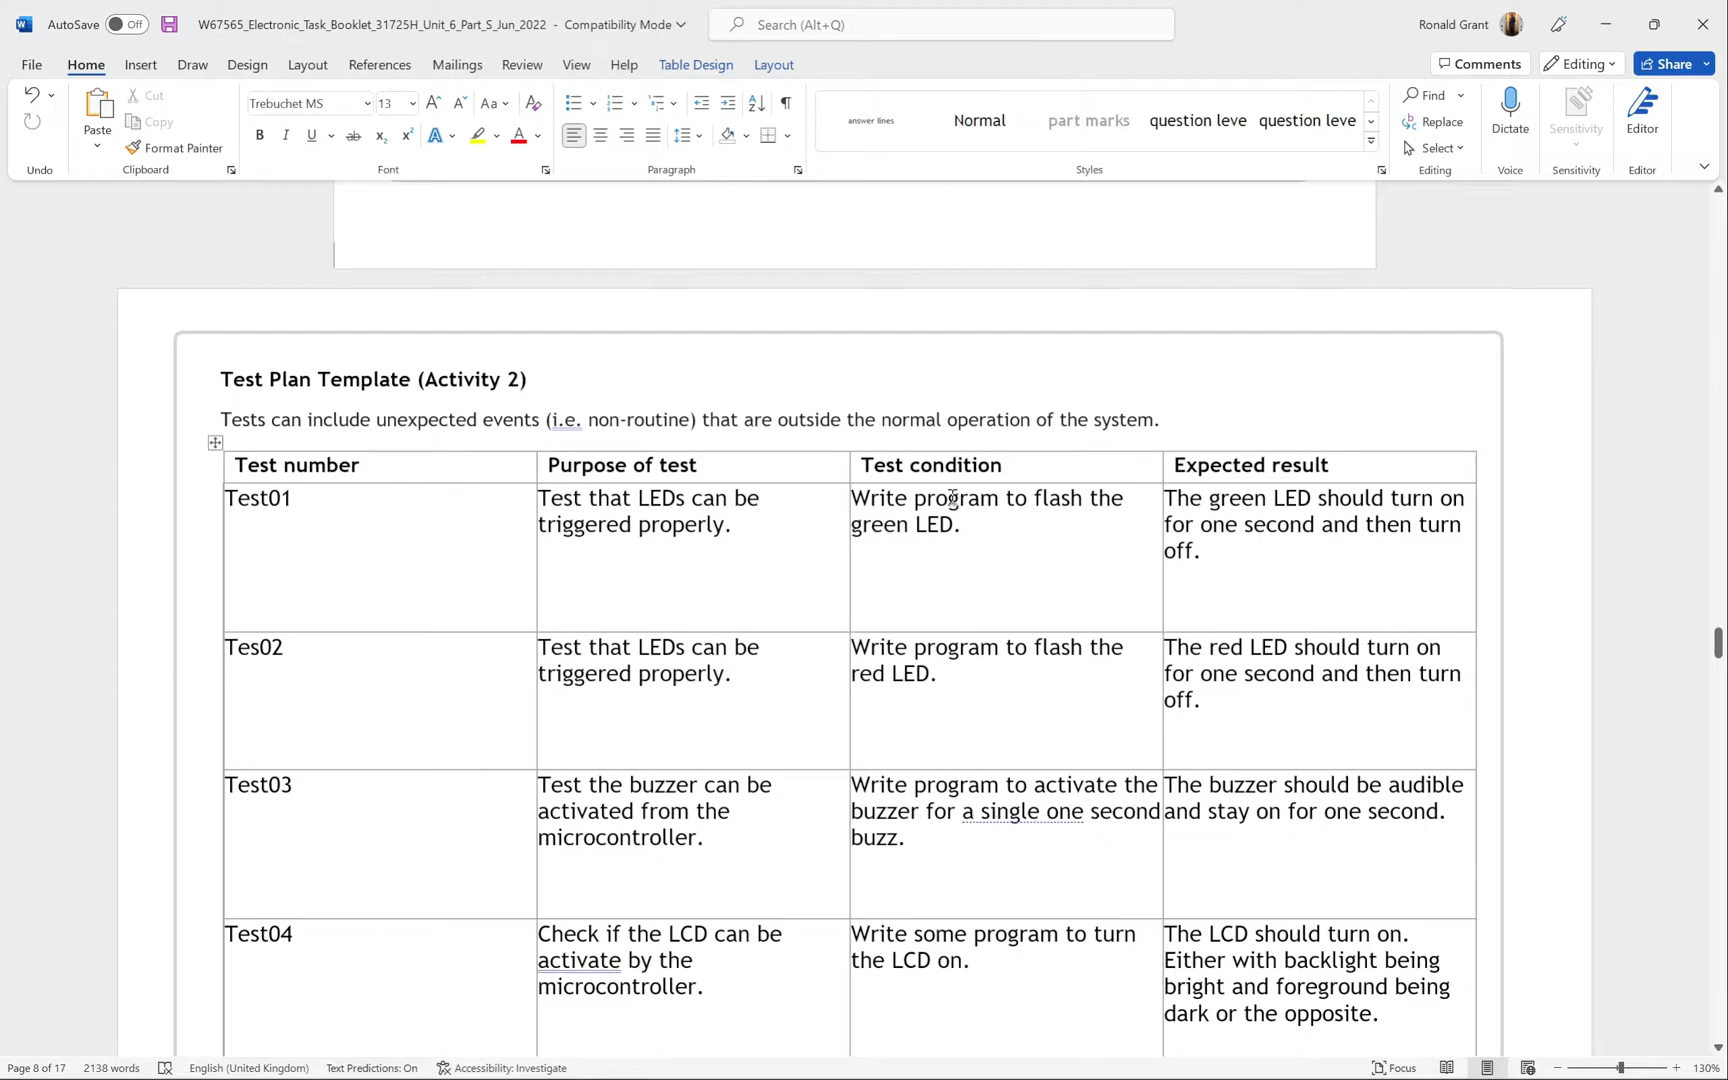 AutoSave Off W67565_Electronic_Task_Booklet_31725H_Unit_6_Part_S_Jun_2022 - Compatibility Mode Search (Alt+Q) Ronald Grant
File Home Insert Draw Design Layout References Mailings Review View Help Table Design Layout Comments Editing Share
Paste
Cut
Copy
Format Painter
Trebuchet MS 13
answer lines Normal part marks question leve question leve
Find
Replace
Select
Dictate Sensitivity Editor
Undo Clipboard Font Paragraph Styles Editing Voice Sensitivity Editor
Test Plan Template (Activity 2)
Tests can include unexpected events (i.e. non-routine) that are outside the normal operation of the system.
Test number Purpose of test Test condition Expected result
Test01
Test that LEDs can be
triggered properly.
Write program to flash the
green LED.
The green LED should turn on
for one second and then turn
off.
Tes02
Test that LEDs can be
triggered properly.
Write program to flash the
red LED.
The red LED should turn on
for one second and then turn
off.
Test03
Test the buzzer can be
activated from the
microcontroller.
Write program to activate the
buzzer for a single one second
buzz.
The buzzer should be audible
and stay on for one second.
Test04
Check if the LCD can be
activate by the
microcontroller.
Write some program to turn
the LCD on.
The LCD should turn on.
Either with backlight being
bright and foreground being
dark or the opposite.
Page 8 of 17 2138 words English (United Kingdom) Text Predictions: On Accessibility: Investigate Focus 130%